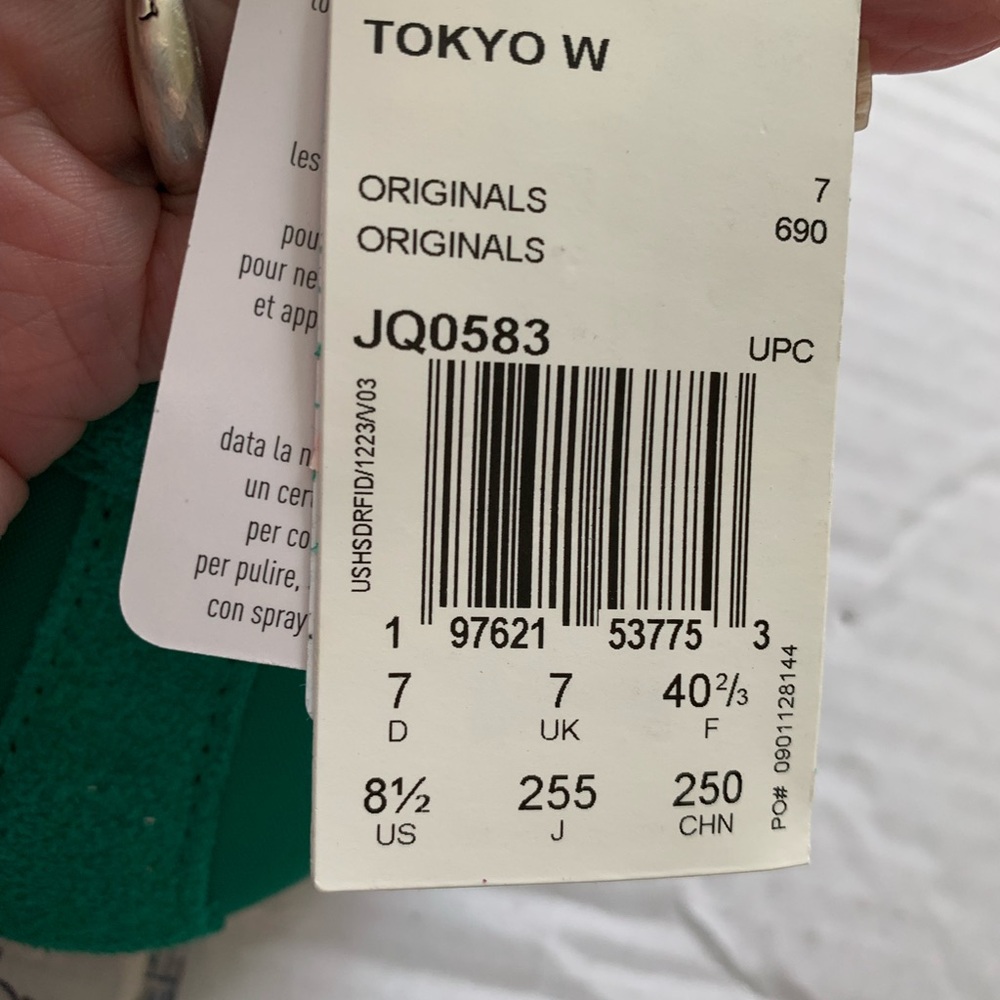 les
pour ne
et app
data la n
per co
per pulire,
con spray
TOKYO W
ORIGINALS 7
ORIGINALS 690
JQ0583
UPC
USHSDRFID/1223/V03
1 97621 53775 3
7 7 40⅔
D UK F
8½ 255 250
US J CHN
PO# 0901128144